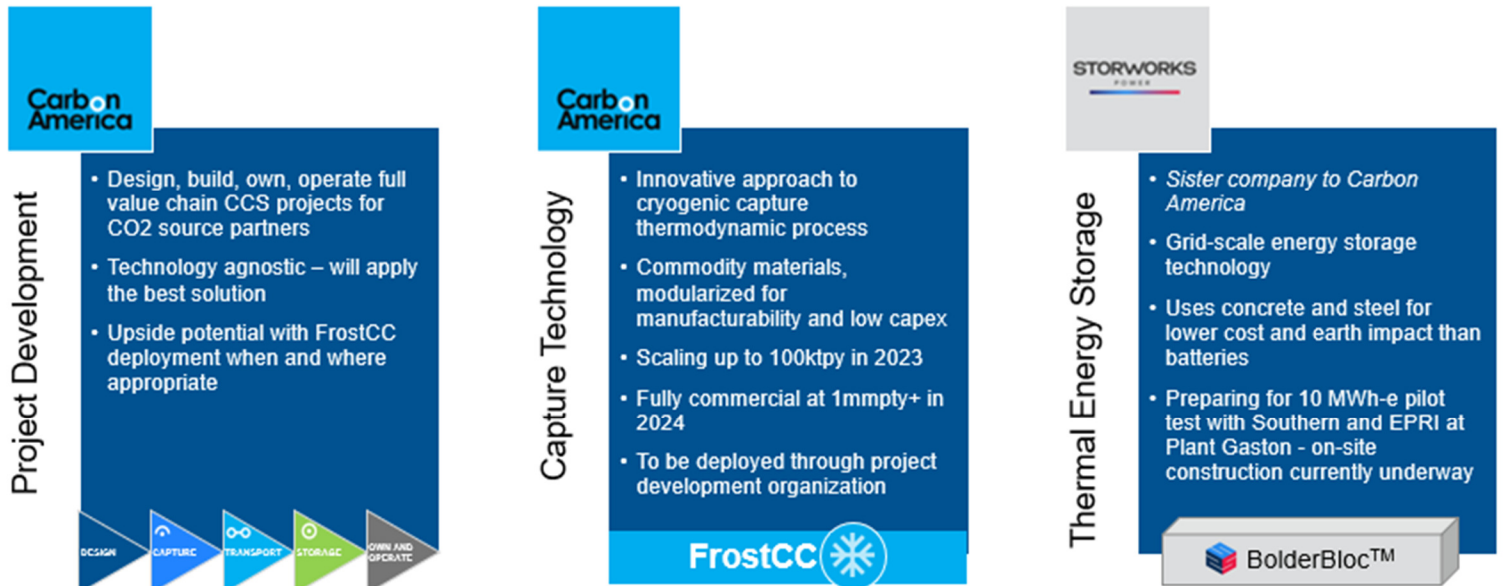 Carbon
America
Project Development
• Design, build, own, operate full
value chain CCS projects for
CO2 source partners
• Technology agnostic – will apply
the best solution
• Upside potential with FrostCC
deployment when and where
appropriate
DESIGN
CAPTURE
TRANSPORT
STORAGE
OWN AND
OPERATE
Carbon
America
Capture Technology
• Innovative approach to
cryogenic capture
thermodynamic process
• Commodity materials,
modularized for
manufacturability and low capex
• Scaling up to 100ktpy in 2023
• Fully commercial at 1mmpty+ in
2024
• To be deployed through project
development organization
FrostCC
STORWORKS
POWER
Thermal Energy Storage
• Sister company to Carbon
America
• Grid-scale energy storage
technology
• Uses concrete and steel for
lower cost and earth impact than
batteries
• Preparing for 10 MWh-e pilot
test with Southern and EPRI at
Plant Gaston - on-site
construction currently underway
BolderBloc™